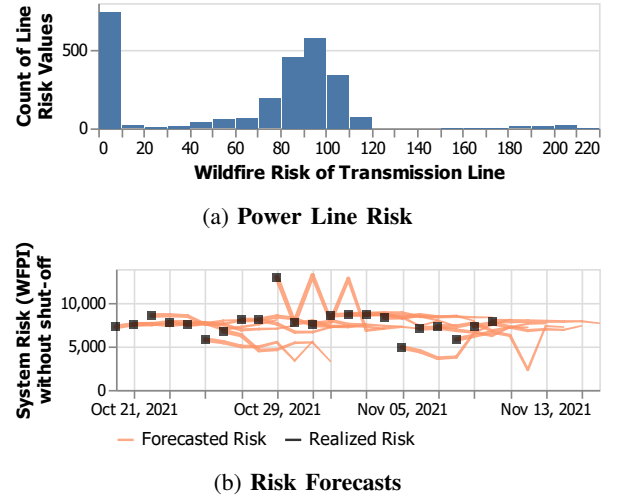 Count of Line
Risk Values
500
0
0 20 40 60 80 100 120 140 160 180 200 220
Wildfire Risk of Transmission Line
(a) Power Line Risk
System Risk (WFPI)
without shut-off
10,000
5,000
0
Oct 21, 2021 Oct 29, 2021 Nov 05, 2021 Nov 13, 2021
Forecasted Risk Realized Risk
(b) Risk Forecasts